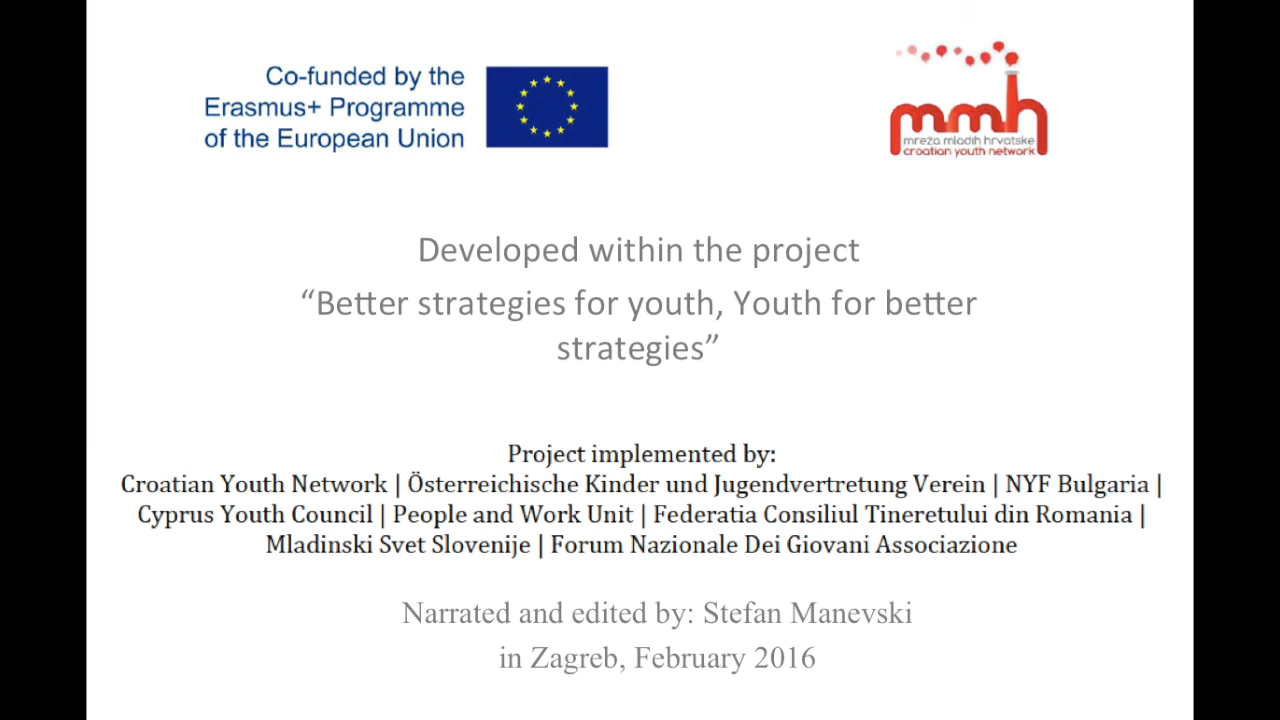 Co-funded by the
Erasmus+ Programme
of the European Union
mmh
mreža mladih hrvatske
croatian youth network
Developed within the project
“Better strategies for youth, Youth for better
strategies”
Project implemented by:
Croatian Youth Network | Österreichische Kinder und Jugendvertretung Verein | NYF Bulgaria |
Cyprus Youth Council | People and Work Unit | Federatia Consiliul Tineretului din Romania |
Mladinski Svet Slovenije | Forum Nazionale Dei Giovani Associazione
Narrated and edited by: Stefan Manevski
in Zagreb, February 2016